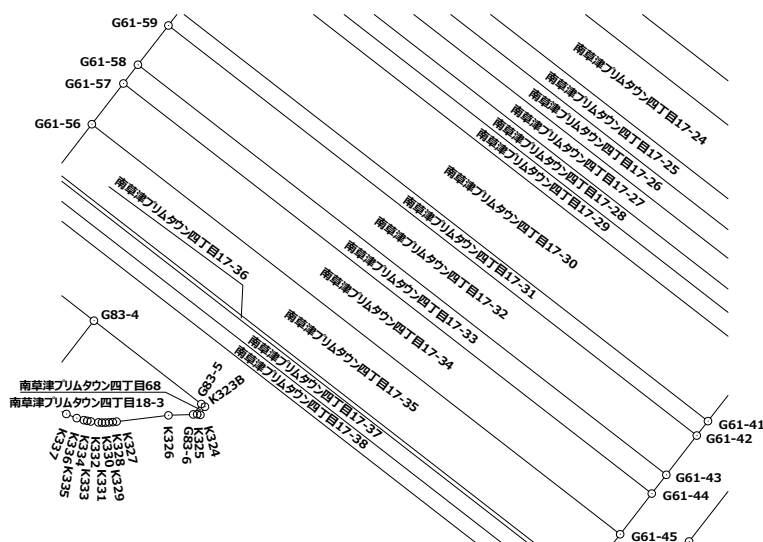 G61-59
G61-58
G61-57
G61-56
南草津プリムタウン四丁目17-24
南草津プリムタウン四丁目17-25
南草津プリムタウン四丁目17-26
南草津プリムタウン四丁目17-27
南草津プリムタウン四丁目17-28
南草津プリムタウン四丁目17-29
南草津プリムタウン四丁目17-30
南草津プリムタウン四丁目17-31
南草津プリムタウン四丁目17-32
南草津プリムタウン四丁目17-33
南草津プリムタウン四丁目17-34
南草津プリムタウン四丁目17-35
南草津プリムタウン四丁目17-36
南草津プリムタウン四丁目17-37
南草津プリムタウン四丁目17-38
G83-4
G83-5
K323B
南草津プリムタウン四丁目68
南草津プリムタウン四丁目18-3
K324
K325
G83-6
K326
K327
K328
K329
K330
K331
K332
K333
K334
K335
K336
K337
G61-41
G61-42
G61-43
G61-44
G61-45